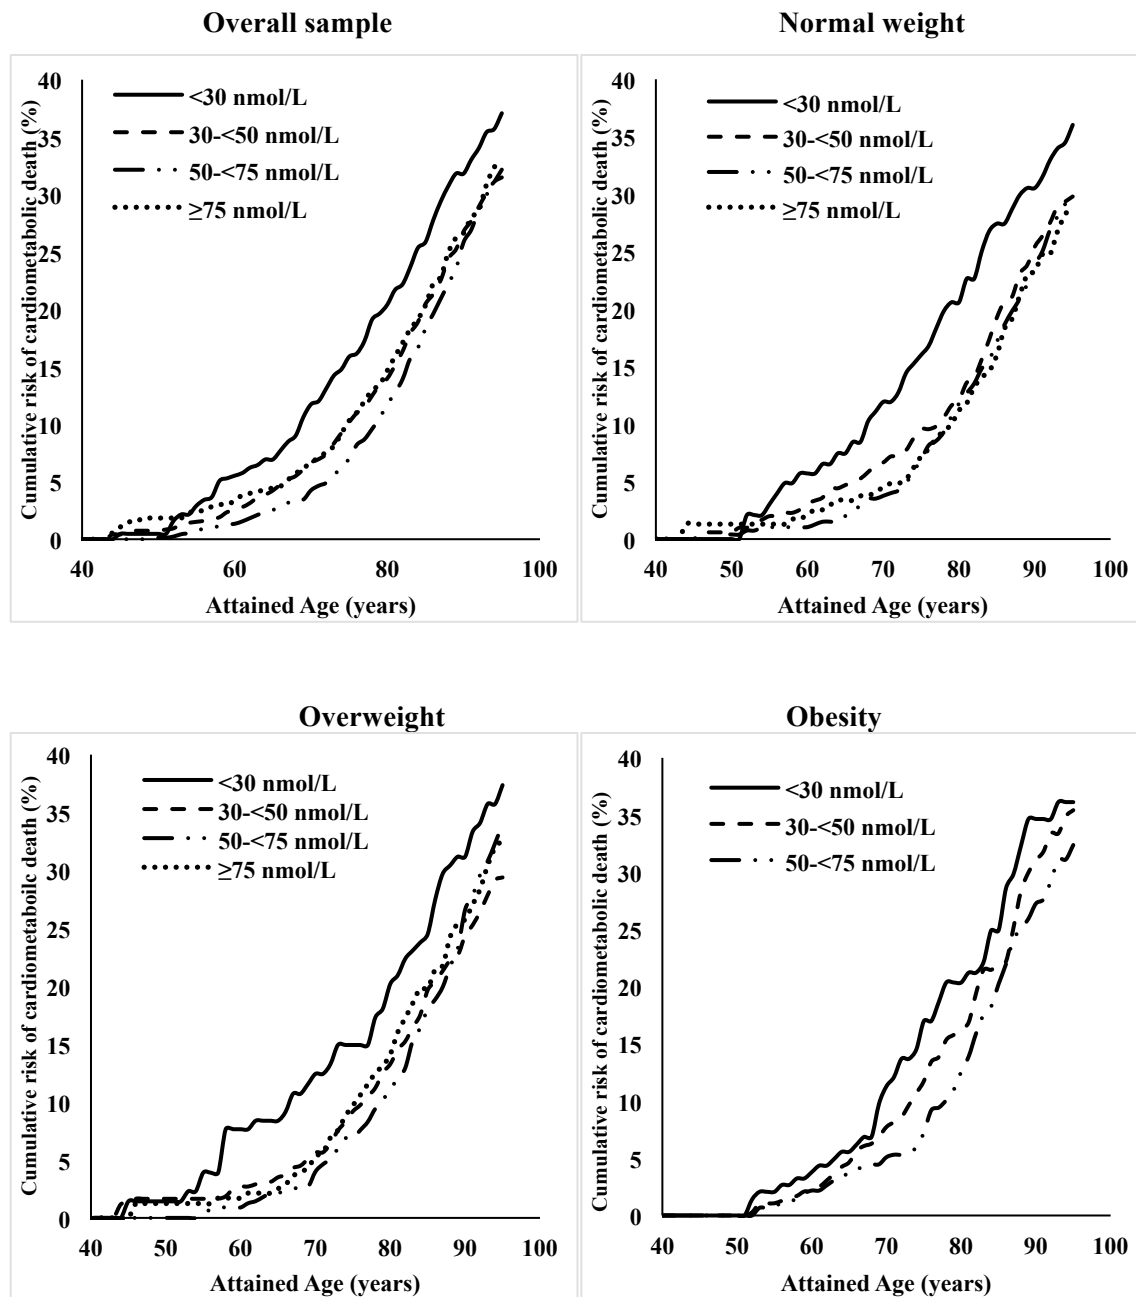 Overall sample
Cumulative risk of cardiometabolic death (%)
40
35
30
25
20
15
10
5
0
<30 nmol/L
30-<50 nmol/L
50-<75 nmol/L
≥75 nmol/L
40 60 80 100
Attained Age (years)
Normal weight
Cumulative risk of cardiometabolic death (%)
40
35
30
25
20
15
10
5
0
<30 nmol/L
30-<50 nmol/L
50-<75 nmol/L
≥75 nmol/L
40 50 60 70 80 90 100
Attained Age (years)
Overweight
Cumulative risk of cardiometaboilc death (%)
40
35
30
25
20
15
10
5
0
<30 nmol/L
30-<50 nmol/L
50-<75 nmol/L
≥75 nmol/L
40 50 60 70 80 90 100
Attained Age (years)
Obesity
Cumulative risk of cardiometabolic death (%)
40
35
30
25
20
15
10
5
0
<30 nmol/L
30-<50 nmol/L
50-<75 nmol/L
40 50 60 70 80 90 100
Attained Age (years)